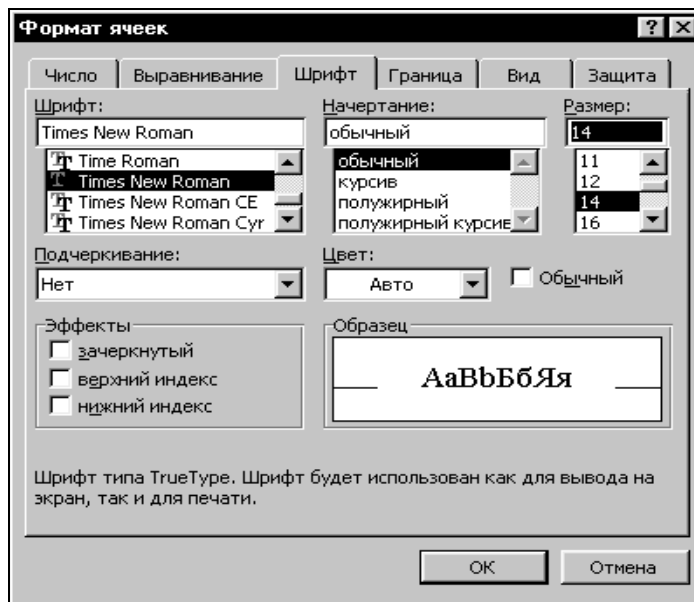 Формат ячеек
Число Выравнивание Шрифт Граница Вид Защита
Шрифт: Начертание: Размер:
Times New Roman обычный 14
Time Roman обычный 11
Times New Roman курсив 12
Times New Roman CE полужирный 14
Times New Roman Cyr полужирный курсив 16
Подчеркивание: Цвет:
Нет Авто Обычный
Эффекты Образец
зачеркнутый
верхний индекс
нижний индекс
АаBbБбЯя
Шрифт типа TrueType. Шрифт будет использован как для вывода на
экран, так и для печати.
ОК Отмена